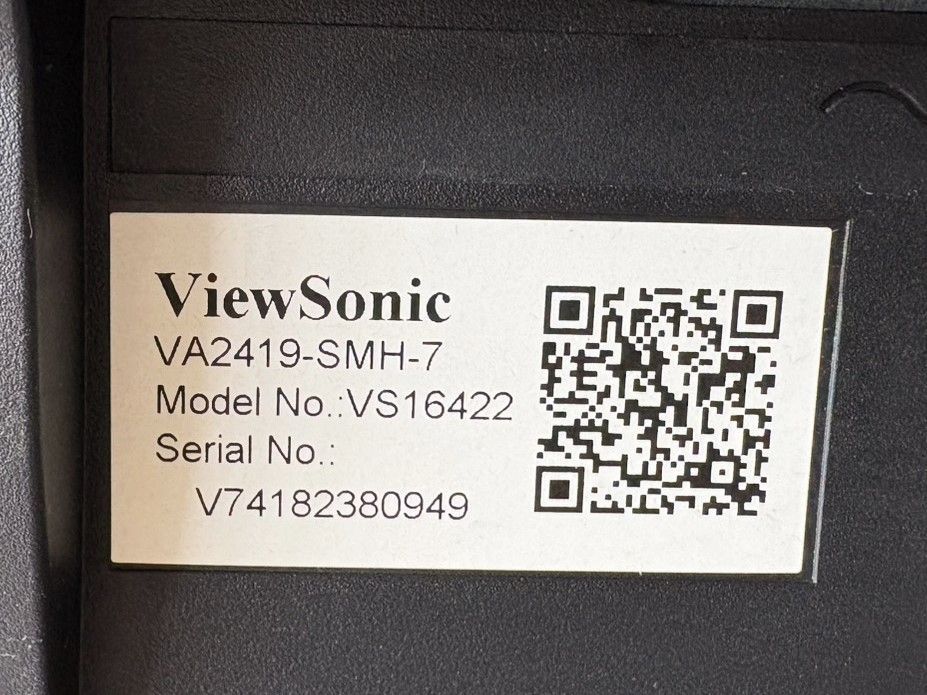 ViewSonic
VA2419-SMH-7
Model No.:VS16422
Serial No.:
V74182380949